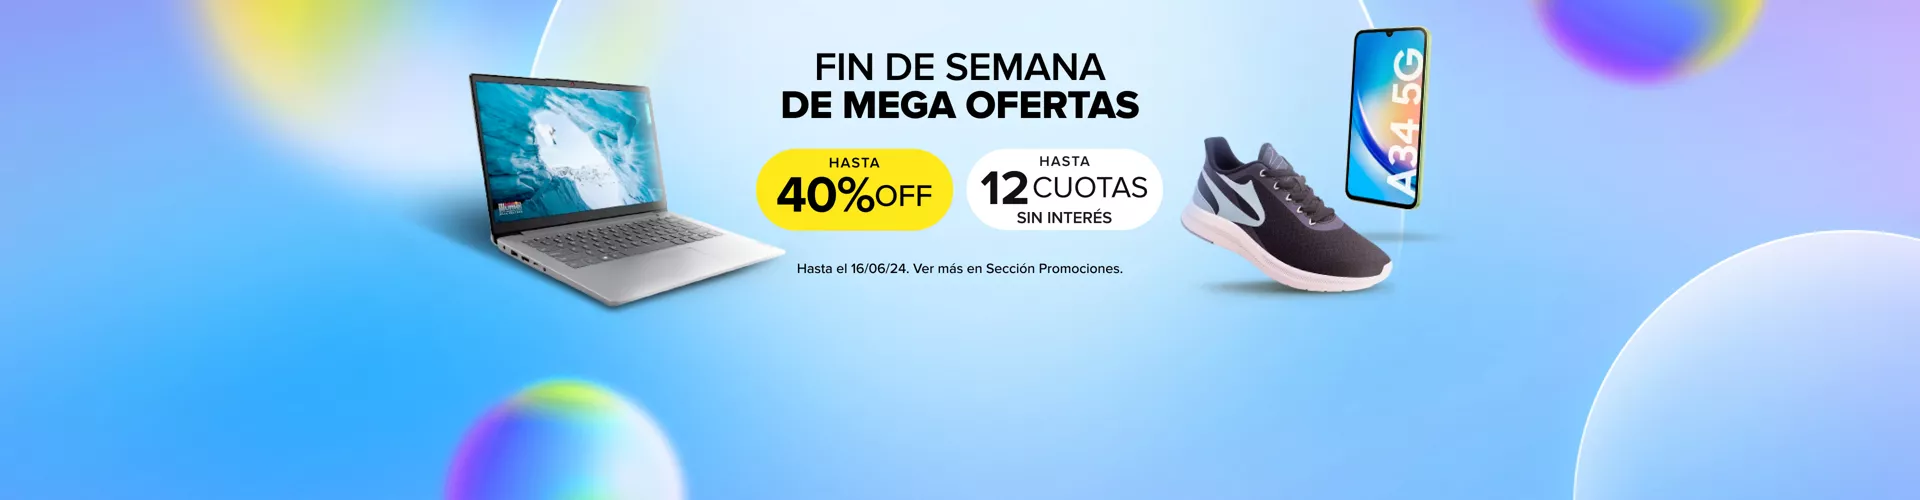 FIN DE SEMANA
DE MEGA OFERTAS
HASTA
40% OFF
HASTA
12 CUOTAS
SIN INTERÉS
Hasta el 16/06/24. Ver más en Sección Promociones.
A34 5G